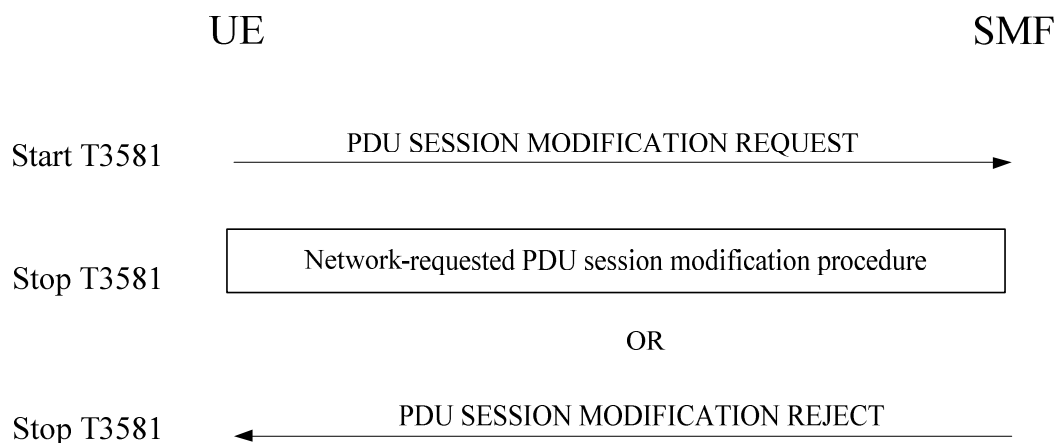 UE SMF
Start T3581 PDU SESSION MODIFICATION REQUEST
Stop T3581 Network-requested PDU session modification procedure
OR
Stop T3581 PDU SESSION MODIFICATION REJECT